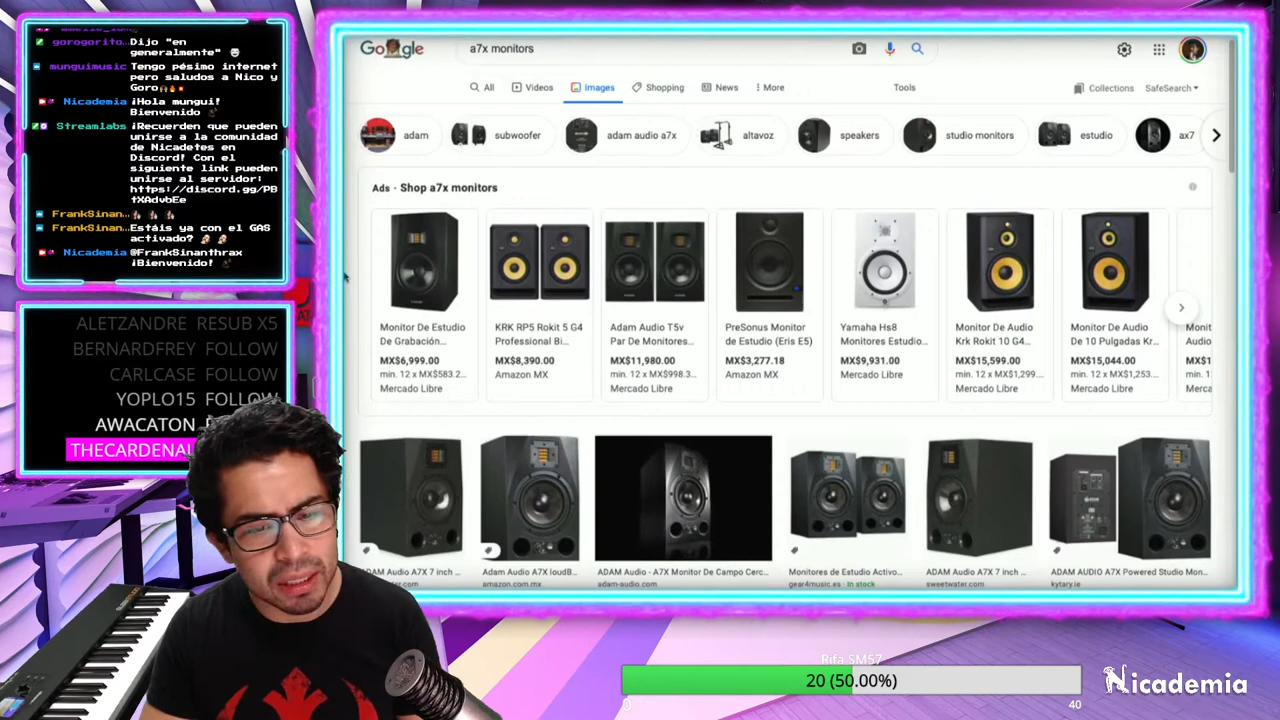 gorogorito… Dijo "en
generalmente"
munguimusic Tengo pésimo internet
pero saludos a Nico y
Goro
Nicademia ¡Hola mungui!
Bienvenido
Streamlabs ¡Recuerden que pueden
unirse a la comunidad
de Nicadetes en
Discord! Con el
siguiente link pueden
unirse al servidor:
https://discord.gg/PB
FrankSinan…
FrankSinan… Estáis ya con el GAS
activado?
Nicademia @FrankSinanthrax
¡Bienvenido!
ALETZANDRE RESUB X5
BERNARDFREY FOLLOW
CARLCASE FOLLOW
YOPLO15 FOLLOW
AWACATON
Google
a7x monitors
All Videos Images Shopping News More Tools Collections SafeSearch
adam subwoofer adam audio a7x altavoz speakers studio monitors estudio ax7
Ads · Shop a7x monitors
Monitor De Estudio
De Grabación…
MX$6,999.00
min. 12 x MX$583.2…
Mercado Libre
KRK RP5 Rokit 5 G4
Professional Bi…
MX$8,390.00
Amazon MX
Adam Audio T5v
Par De Monitores…
MX$11,980.00
min. 12 x MX$998.3…
Mercado Libre
PreSonus Monitor
de Estudio (Eris E5)
MX$3,277.18
Amazon MX
Yamaha Hs8
Monitores Estudio…
MX$9,931.00
Mercado Libre
Monitor De Audio
Krk Rokit 10 G4…
MX$15,599.00
min. 12 x MX$1,299…
Mercado Libre
Monitor De Audio
De 10 Pulgadas Kr…
MX$15,044.00
min. 12 x MX$1,253…
Mercado Libre
Monit
Audio
MX$1
min.
Merca
ADAM Audio A7X 7 inch …
Adam Audio A7X loudB…
amazon.com.mx
ADAM Audio - A7X Monitor De Campo Cerc…
adam-audio.com
Monitores de Estudio Activo…
gear4music.es · In stock
ADAM Audio A7X 7 inch …
sweetwater.com
ADAM AUDIO A7X Powered Studio Mon…
kytary.ie
Rifa SM57
20 (50.00%)
0
40
Nicademia